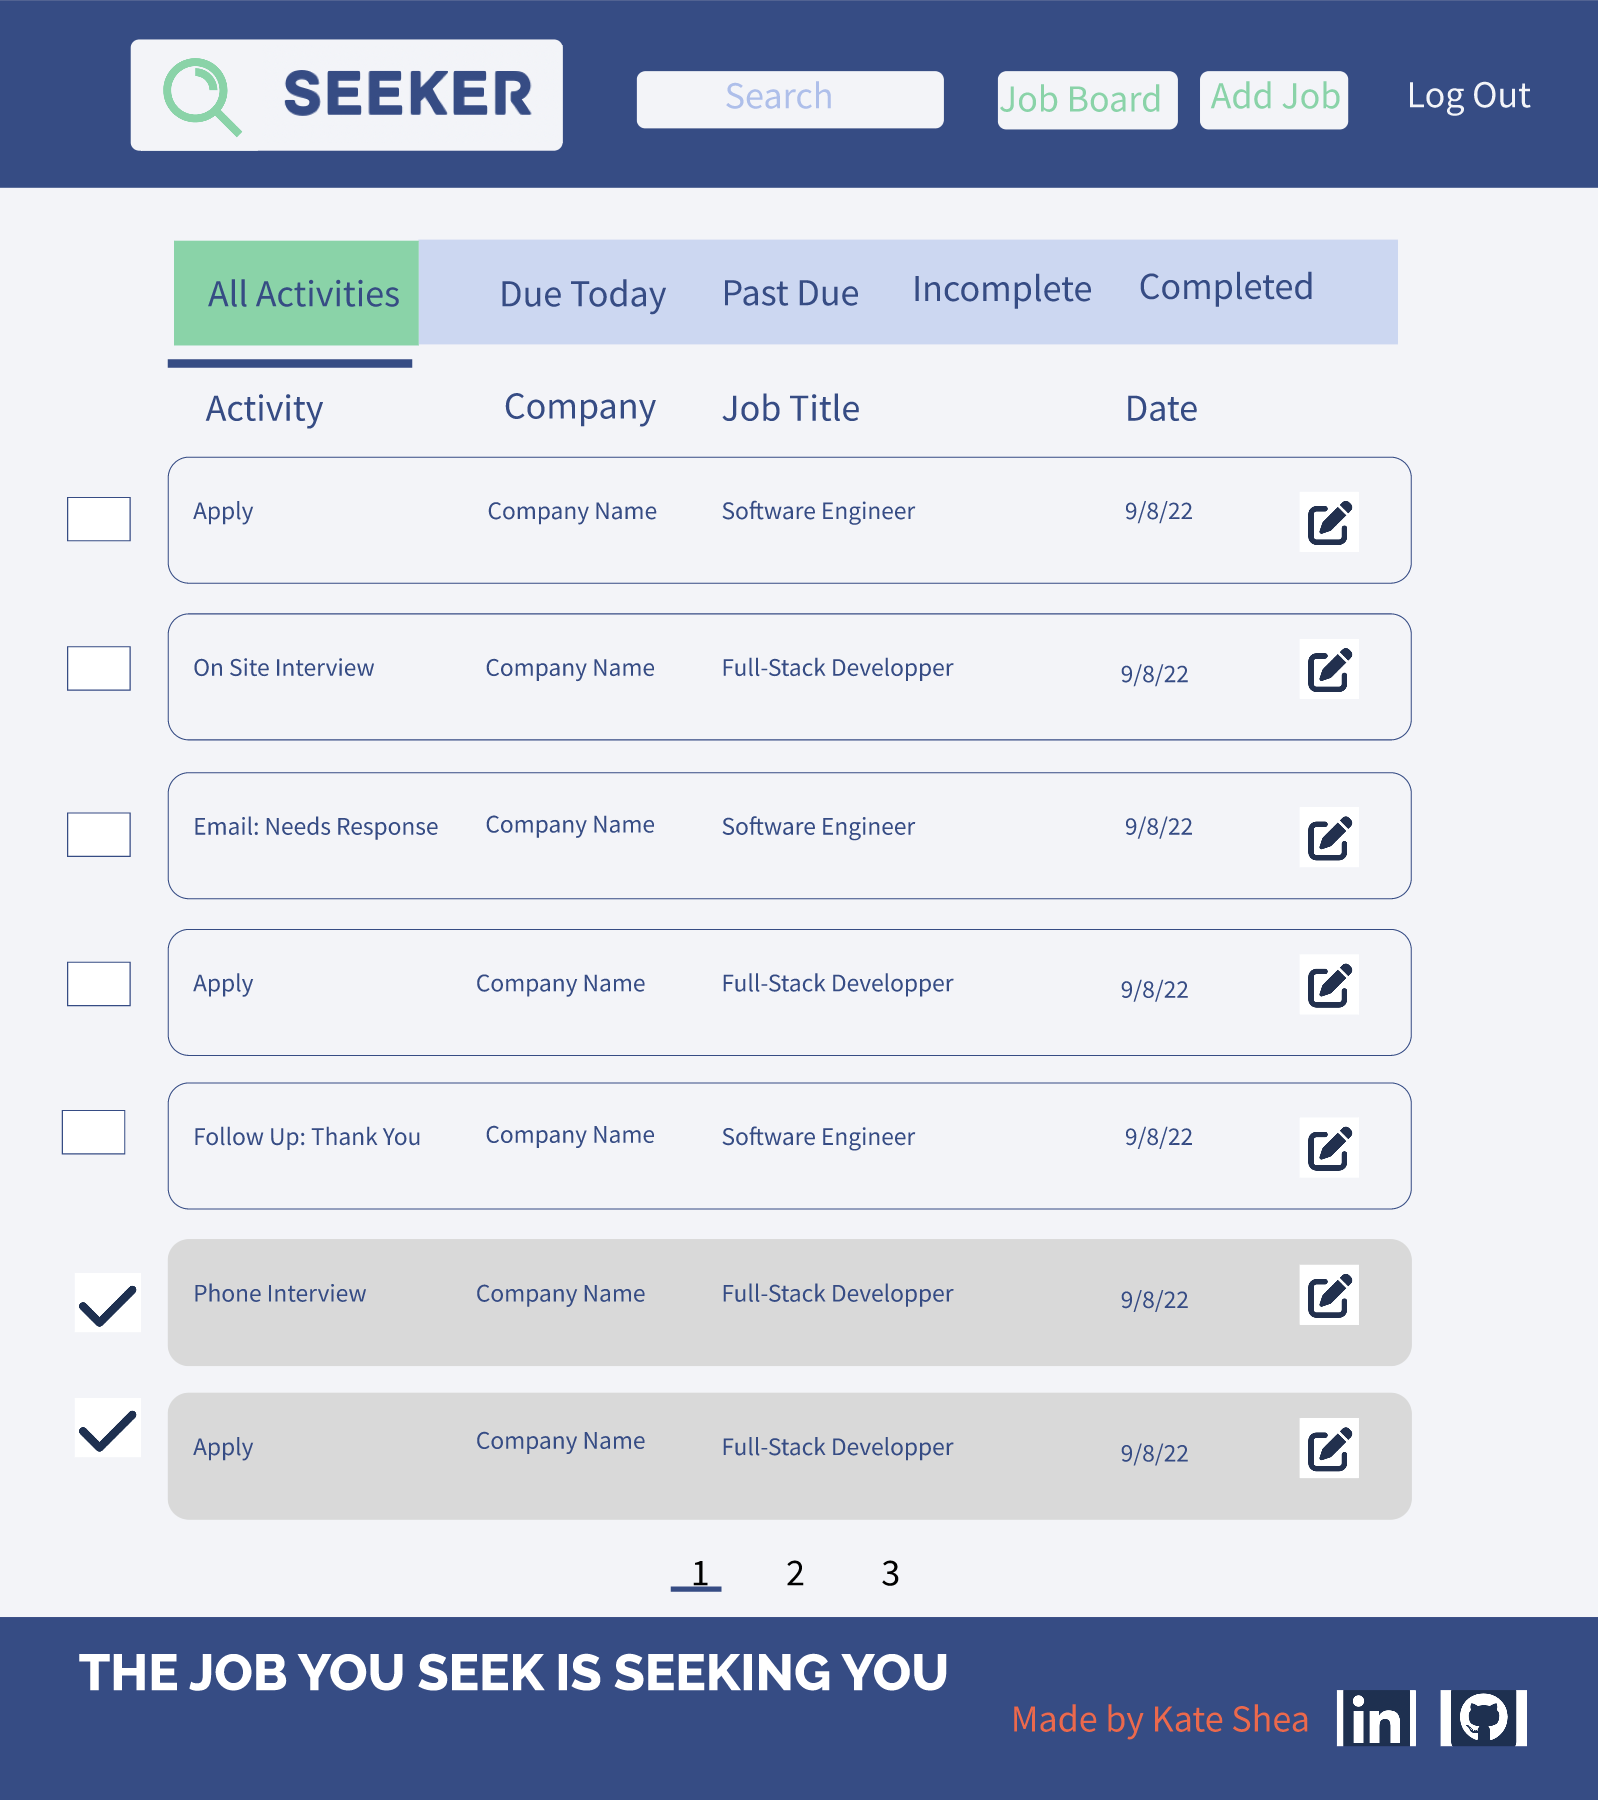 SEEKER
Search
Job Board
Add Job
Log Out
All Activities
Due Today
Past Due
Incomplete
Completed
Activity
Company
Job Title
Date
Apply
Company Name
Software Engineer
9/8/22
On Site Interview
Company Name
Full-Stack Developper
9/8/22
Email: Needs Response
Company Name
Software Engineer
9/8/22
Apply
Company Name
Full-Stack Developper
9/8/22
Follow Up: Thank You
Company Name
Software Engineer
9/8/22
Phone Interview
Company Name
Full-Stack Developper
9/8/22
Apply
Company Name
Full-Stack Developper
9/8/22
1
2
3
THE JOB YOU SEEK IS SEEKING YOU
Made by Kate Shea
in